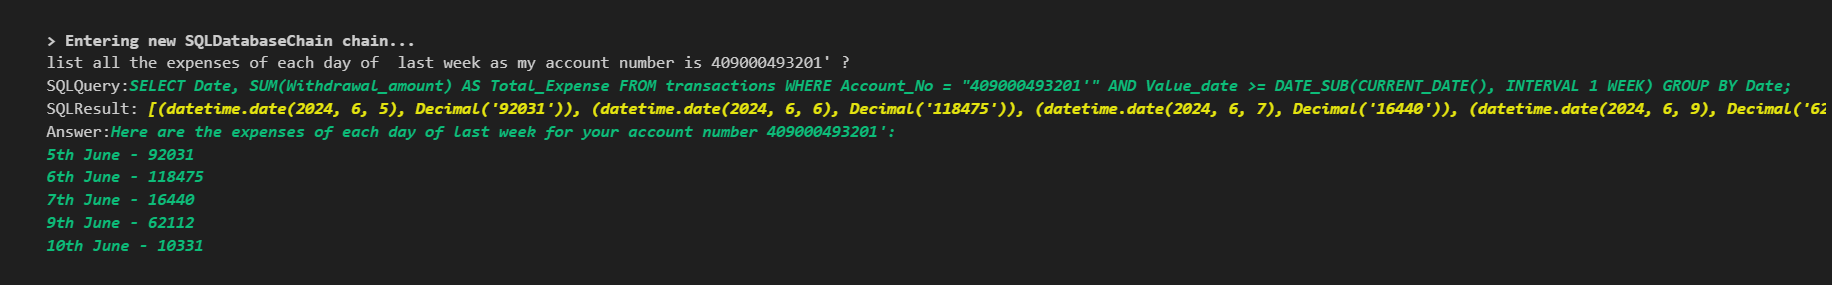 > Entering new SQLDatabaseChain chain...
list all the expenses of each day of  last week as my account number is 409000493201' ?
SQLQuery:SELECT Date, SUM(Withdrawal_amount) AS Total_Expense FROM transactions WHERE Account_No = "409000493201'" AND Value_date >= DATE_SUB(CURRENT_DATE(), INTERVAL 1 WEEK) GROUP BY Date;
SQLResult: [(datetime.date(2024, 6, 5), Decimal('92031')), (datetime.date(2024, 6, 6), Decimal('118475')), (datetime.date(2024, 6, 7), Decimal('16440')), (datetime.date(2024, 6, 9), Decimal('62
Answer:Here are the expenses of each day of last week for your account number 409000493201':
5th June - 92031
6th June - 118475
7th June - 16440
9th June - 62112
10th June - 10331